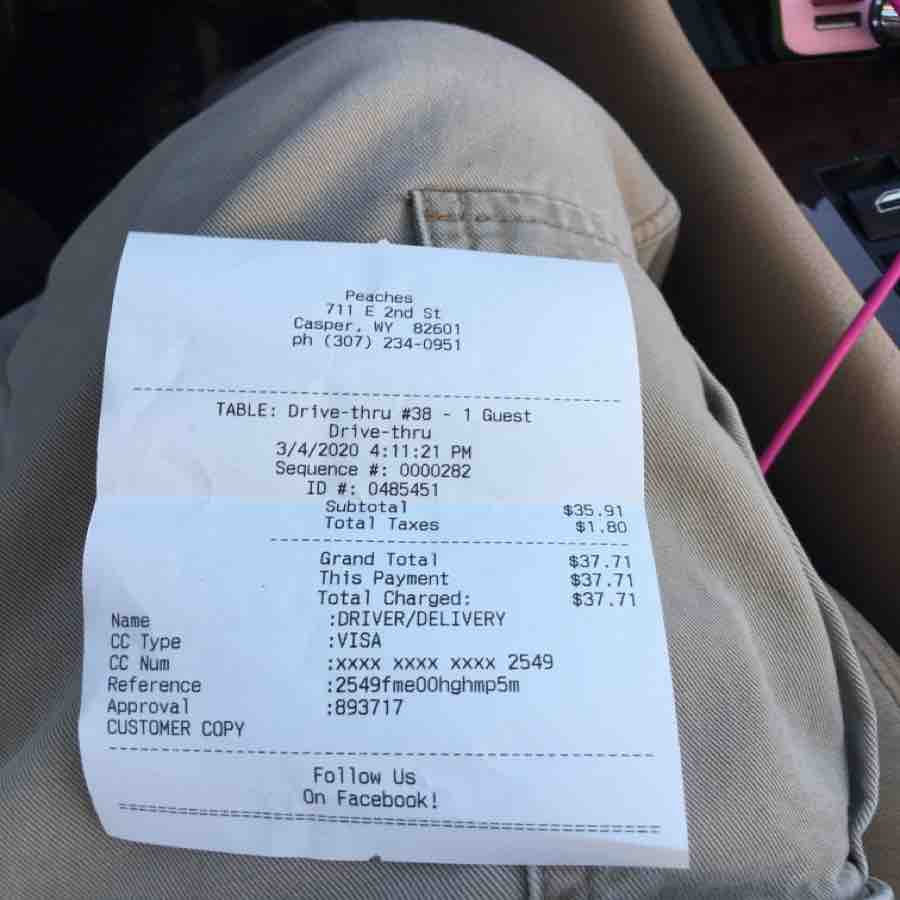 Peaches
711 E 2nd St
Casper, WY 82601
ph (307) 234-0951
TABLE: Drive-thru #38 - 1 Guest
Drive-thru
3/4/2020 4:11:21 PM
Sequence #: 0000282
ID #: 0485451
Subtotal $35.91
Total Taxes $1.80
Grand Total $37.71
This Payment $37.71
Total Charged: $37.71
Name :DRIVER/DELIVERY
CC Type :VISA
CC Num :xxxx xxxx xxxx 2549
Reference :2549fme00hghmp5m
Approval :893717
CUSTOMER COPY
Follow Us
On Facebook!